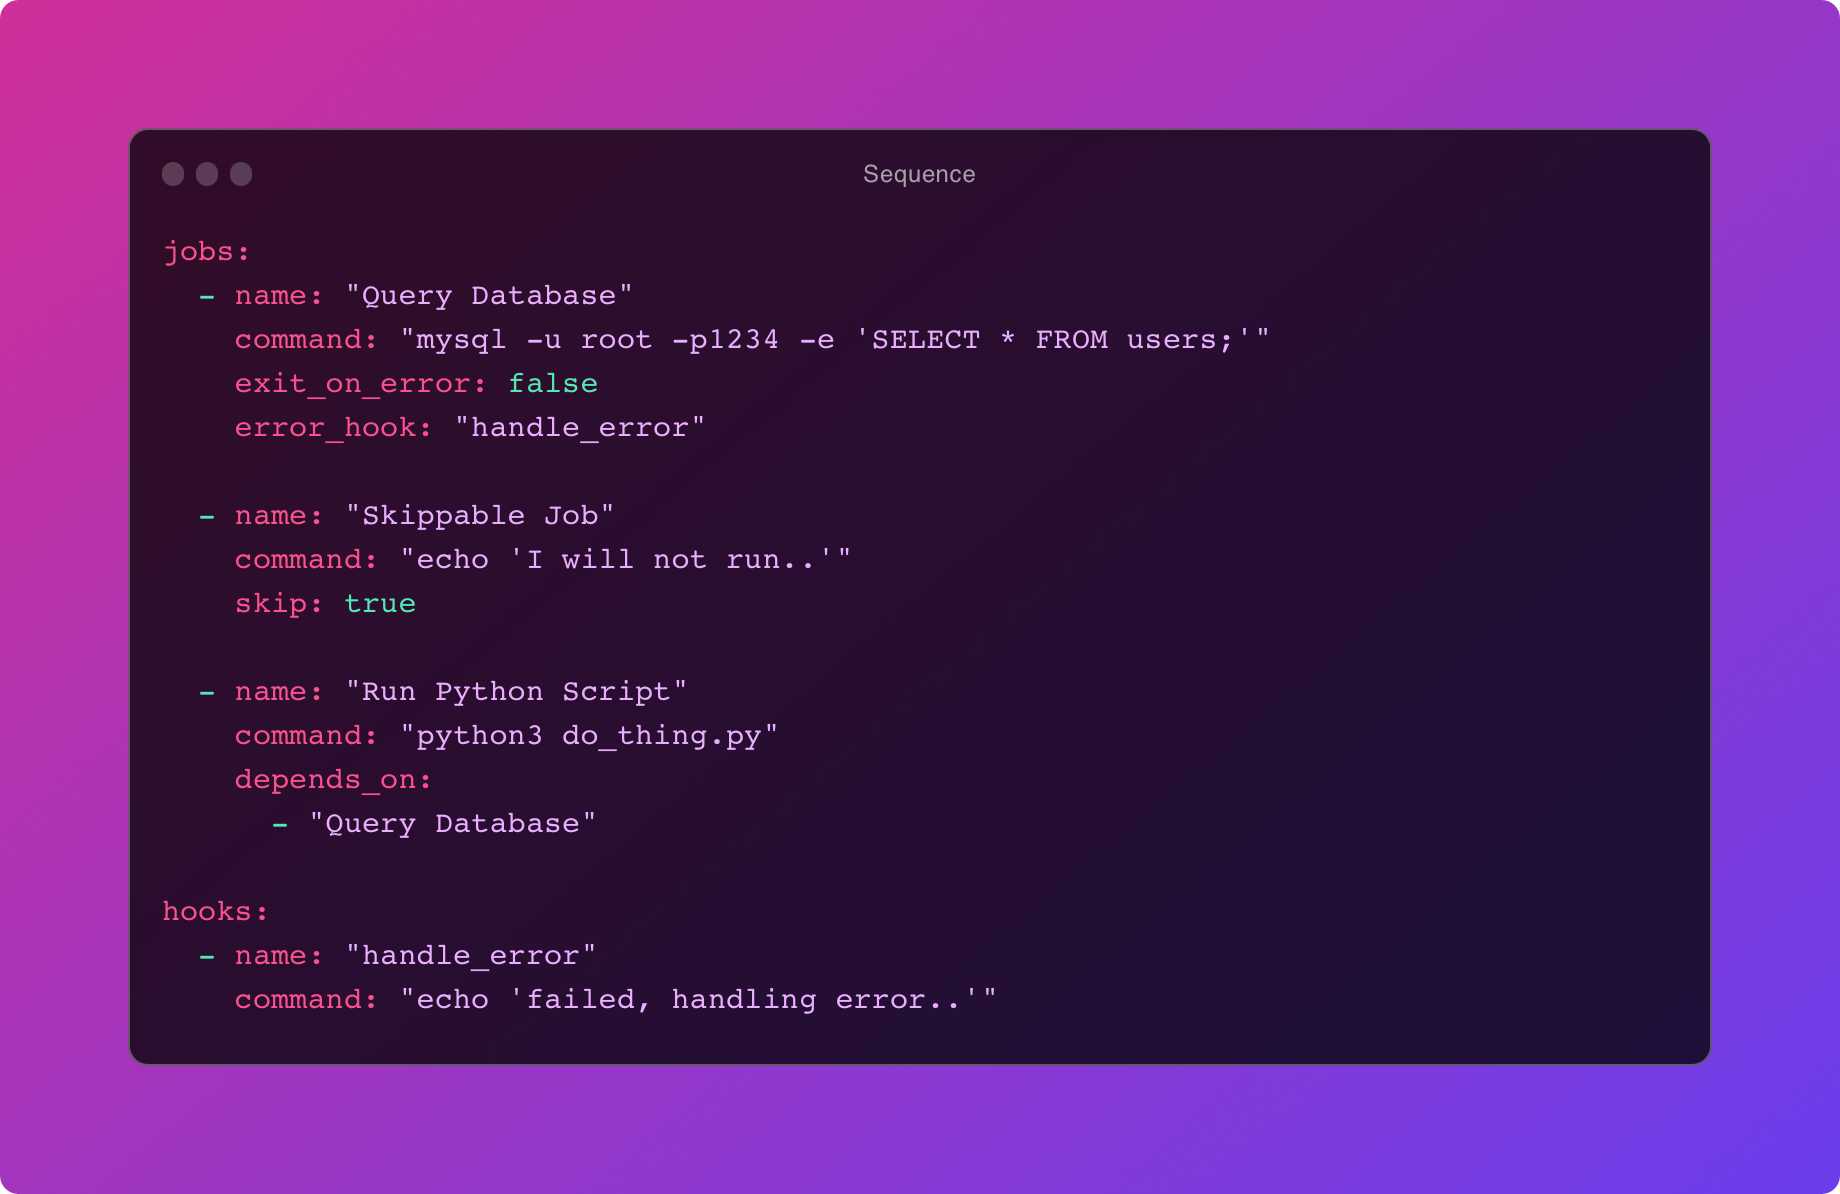 Sequence
jobs:
  - name: "Query Database"
    command: "mysql -u root -p1234 -e 'SELECT * FROM users;'"
    exit_on_error: false
    error_hook: "handle_error"

  - name: "Skippable Job"
    command: "echo 'I will not run..'"
    skip: true

  - name: "Run Python Script"
    command: "python3 do_thing.py"
    depends_on:
      - "Query Database"

hooks:
  - name: "handle_error"
    command: "echo 'failed, handling error..'"